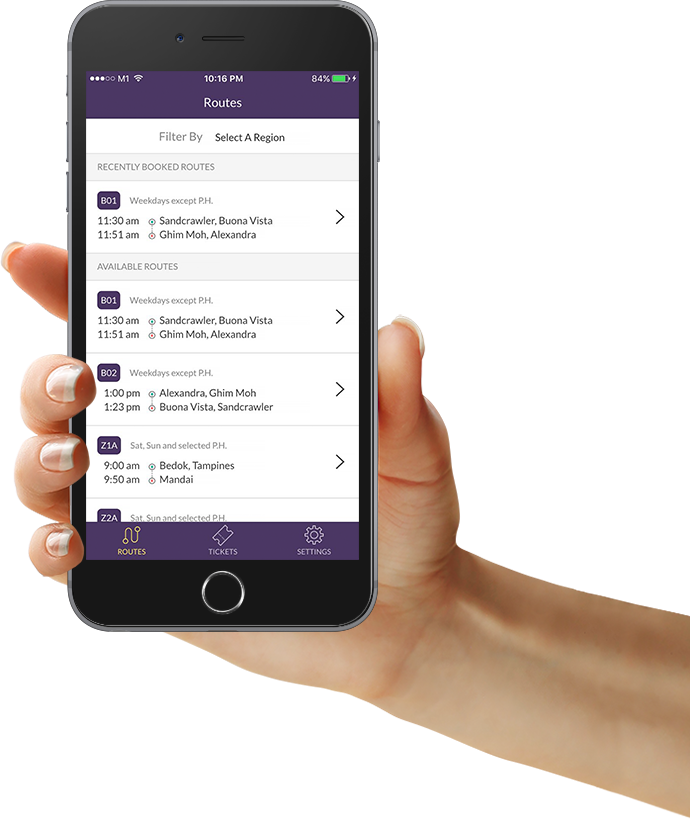 M1 10:16 PM 84%
Routes
Filter By Select A Region
RECENTLY BOOKED ROUTES
B01 Weekdays except P.H.
11:30 am Sandcrawler, Buona Vista
11:51 am Ghim Moh, Alexandra
AVAILABLE ROUTES
B01 Weekdays except P.H.
11:30 am Sandcrawler, Buona Vista
11:51 am Ghim Moh, Alexandra
B02 Weekdays except P.H.
1:00 pm Alexandra, Ghim Moh
1:23 pm Buona Vista, Sandcrawler
Z1A Sat, Sun and selected P.H.
9:00 am Bedok, Tampines
9:50 am Mandai
Z2A Sat, Sun and selected P.H.
ROUTES TICKETS SETTINGS